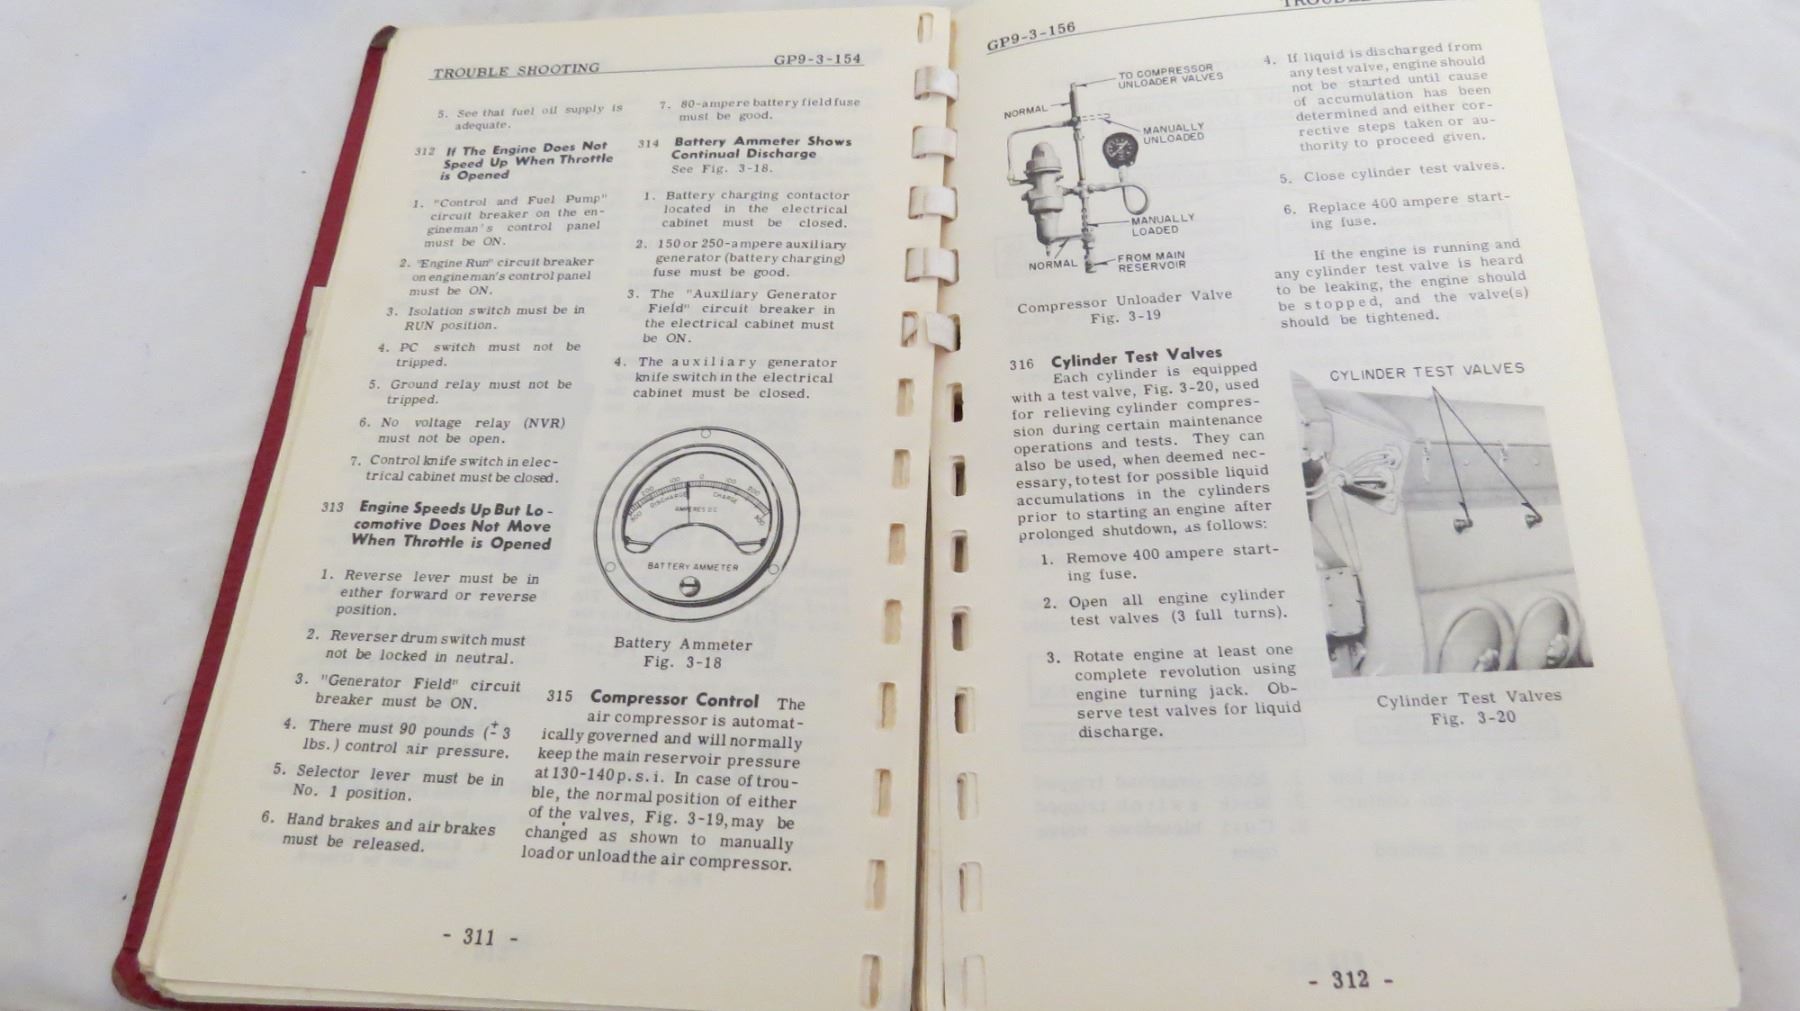 TROUBLE SHOOTING
GP9-3-154
5. See that fuel oil supply is
adequate.
312 If The Engine Does Not
Speed Up When Throttle
is Opened
1. "Control and Fuel Pump"
circuit breaker on the en-
gineman's control panel
must be ON.
2. "Engine Run" circuit breaker
on engineman's control panel
must be ON.
3. Isolation switch must be in
RUN position.
4. PC switch must not be
tripped.
5. Ground relay must not be
tripped.
6. No voltage relay (NVR)
must not be open.
7. Control knife switch in elec-
trical cabinet must be closed.
313 Engine Speeds Up But Lo-
comotive Does Not Move
When Throttle is Opened
1. Reverse lever must be in
either forward or reverse
position.
2. Reverser drum switch must
not be locked in neutral.
3. "Generator Field" circuit
breaker must be ON.
4. There must 90 pounds (± 3
lbs.) control air pressure.
5. Selector lever must be in
No. 1 position.
6. Hand brakes and air brakes
must be released.
7. 80-ampere battery field fuse
must be good.
314 Battery Ammeter Shows
Continual Discharge
See Fig. 3-18.
1. Battery charging contactor
located in the electrical
cabinet must be closed.
2. 150 or 250-ampere auxiliary
generator (battery charging)
fuse must be good.
3. The "Auxiliary Generator
Field" circuit breaker in
the electrical cabinet must
be ON.
4. The auxiliary generator
knife switch in the electrical
cabinet must be closed.
300 200 100 0 100 200 300
DISCHARGE CHARGE
AMPERES D.C.
BATTERY AMMETER
Battery Ammeter
Fig. 3-18
315 Compressor Control The
air compressor is automat-
ically governed and will normally
keep the main reservoir pressure
at 130-140 p.s.i. In case of trou-
ble, the normal position of either
of the valves, Fig. 3-19, may be
changed as shown to manually
load or unload the air compressor.
- 311 -
GP9-3-156
TO COMPRESSOR
UNLOADER VALVES
NORMAL
MANUALLY
UNLOADED
MANUALLY
LOADED
NORMAL
FROM MAIN
RESERVOIR
Compressor Unloader Valve
Fig. 3-19
316 Cylinder Test Valves
Each cylinder is equipped
with a test valve, Fig. 3-20, used
for relieving cylinder compres-
sion during certain maintenance
operations and tests. They can
also be used, when deemed nec-
essary, to test for possible liquid
accumulations in the cylinders
prior to starting an engine after
prolonged shutdown, as follows:
1. Remove 400 ampere start-
ing fuse.
2. Open all engine cylinder
test valves (3 full turns).
3. Rotate engine at least one
complete revolution using
engine turning jack. Ob-
serve test valves for liquid
discharge.
4. If liquid is discharged from
any test valve, engine should
not be started until cause
of accumulation has been
determined and either cor-
rective steps taken or au-
thority to proceed given.
5. Close cylinder test valves.
6. Replace 400 ampere start-
ing fuse.
If the engine is running and
any cylinder test valve is heard
to be leaking, the engine should
be stopped, and the valve(s)
should be tightened.
CYLINDER TEST VALVES
Cylinder Test Valves
Fig. 3-20
- 312 -